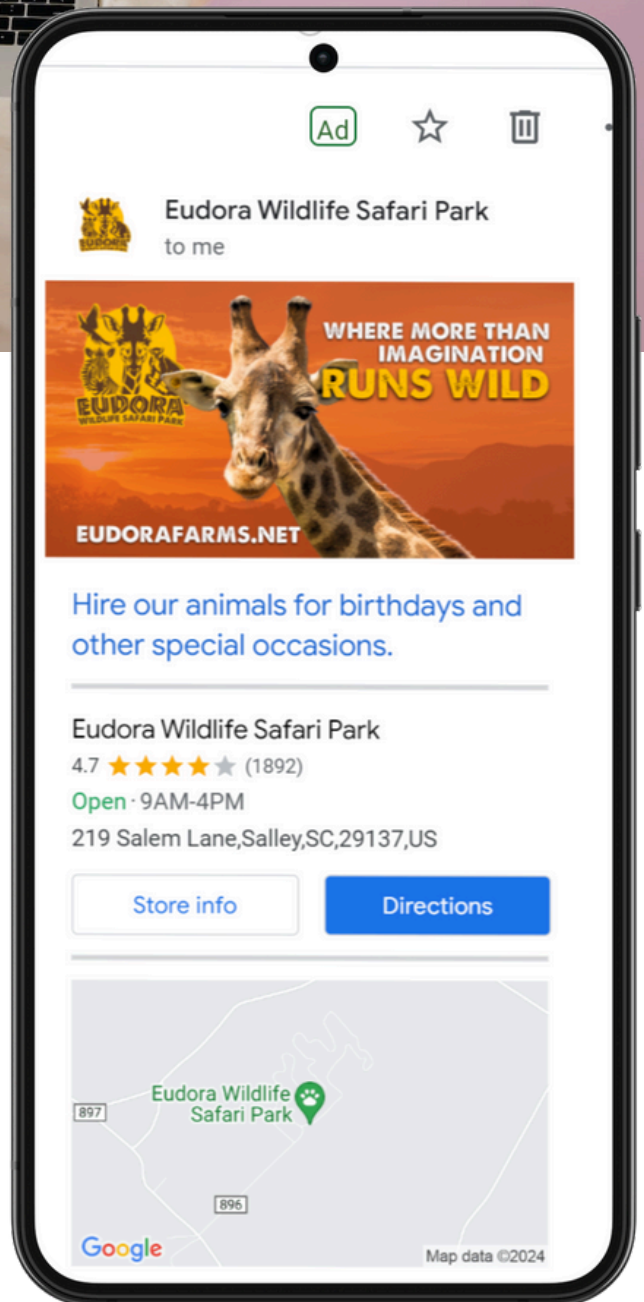 Ad
Eudora Wildlife Safari Park
to me
EUDORA
WILDLIFE SAFARI PARK
WHERE MORE THAN
IMAGINATION
RUNS WILD
EUDORAFARMS.NET
Hire our animals for birthdays and
other special occasions.
Eudora Wildlife Safari Park
4.7 (1892)
Open · 9AM-4PM
219 Salem Lane,Salley,SC,29137,US
Store info
Directions
Eudora Wildlife
Safari Park
897
896
Google
Map data ©2024